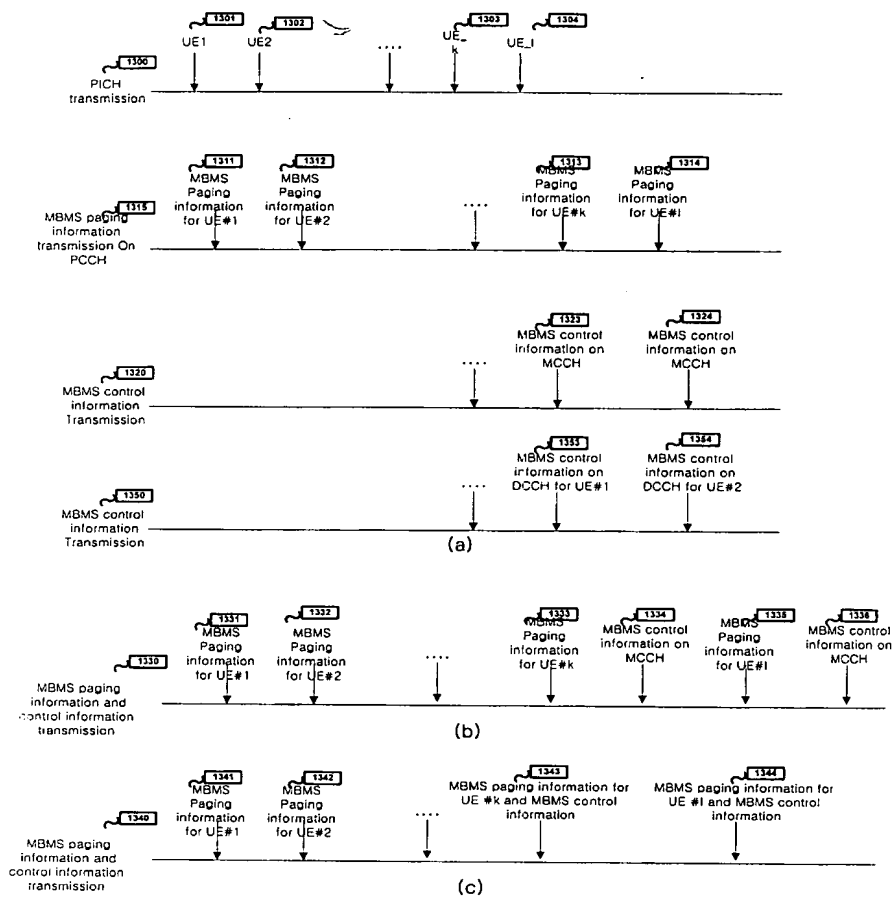 1301
1302
1303
1304
UE1
UE2
....
UE_
k
UE_l
1300
PICH
transmission
1311
1312
1313
1314
MBMS
Paging
information
for UE#1
MBMS
Paging
information
for UE#2
....
MBMS
Paging
information
for UE#k
MBMS
Paging
Information
for UE#l
1315
MBMS paging
information
transmission On
PCCH
1323
1324
MBMS control
information on
MCCH
MBMS control
information on
MCCH
....
1320
MBMS control
information
Transmission
1353
1354
MBMS control
information on
DCCH for UE#1
MBMS control
information on
DCCH for UE#2
....
1350
MBMS control
information
Transmission
(a)
1331
1332
1333
1334
1335
1336
MBMS
Paging
information
for UE#1
MBMS
Paging
information
for UE#2
....
MBMS
Paging
information
for UE#k
MBMS control
information on
MCCH
MBMS
Paging
information
for UE#l
MBMS control
information on
MCCH
1330
MBMS paging
information and
control information
transmission
(b)
1341
1342
1343
1344
MBMS
Paging
information
for UE#1
MBMS
Paging
information
for UE#2
....
MBMS paging information for
UE #k and MBMS control
information
MBMS paging information for
UE #l and MBMS control
information
1340
MBMS paging
information and
control information
transmission
(c)